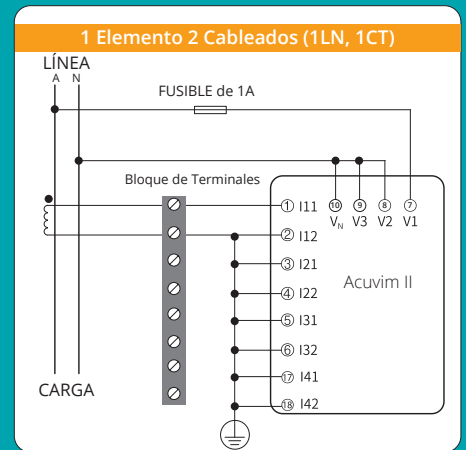 1 Elemento 2 Cableados (1LN, 1CT)
LÍNEA
A N
FUSIBLE de 1A
Bloque de Terminales
① I11
② I12
③ I21
④ I22
⑤ I31
⑥ I32
⑰ I41
⑱ I42
⑩ ⑨ ⑧ ⑦
VN V3 V2 V1
Acuvim II
CARGA